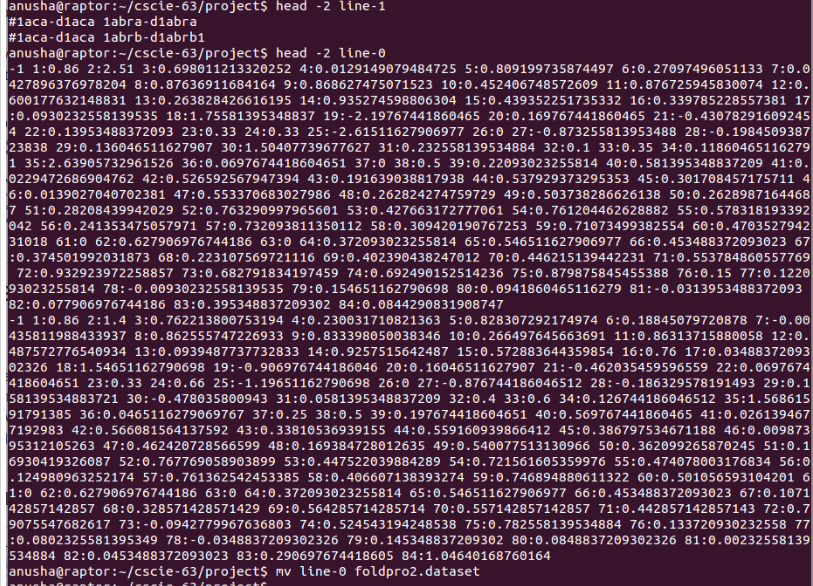 anusha@raptor:~/cscie-63/project$ head -2 line-1
#1aca-d1aca 1abra-d1abra
#1aca-d1aca 1abrb-d1abrb1
anusha@raptor:~/cscie-63/project$ head -2 line-0
-1 1:0.86 2:2.51 3:0.698011213320252 4:0.0129149079484725 5:0.809199735874497 6:0.27097496051133 7:0.0
427896376978204 8:0.87636911684164 9:0.868627475071523 10:0.452406748572609 11:0.876725945830074 12:0.
600177632148831 13:0.263828426616195 14:0.935274598806304 15:0.439352251735332 16:0.339785228557381 17
:0.0930232558139535 18:1.75581395348837 19:-2.19767441860465 20:0.169767441860465 21:-0.43078291609245
4 22:0.13953488372093 23:0.33 24:0.33 25:-2.61511627906977 26:0 27:-0.873255813953488 28:-0.1984509387
23838 29:0.136046511627907 30:1.50407739677627 31:0.232558139534884 32:0.1 33:0.35 34:0.11860465116279
1 35:2.63905732961526 36:0.0697674418604651 37:0 38:0.5 39:0.22093023255814 40:0.581395348837209 41:0.
0229472686904762 42:0.526592567947394 43:0.191639038817938 44:0.537929373295353 45:0.301708457175711 4
6:0.0139027040702381 47:0.553370683027986 48:0.262824274759729 49:0.503738286626138 50:0.2628987164468
7 51:0.28208439942029 52:0.763290997965601 53:0.427663172777061 54:0.761204462628882 55:0.578318193392
042 56:0.241353475057971 57:0.732093811350112 58:0.309420190767253 59:0.71073499382554 60:0.4703527942
31018 61:0 62:0.627906976744186 63:0 64:0.372093023255814 65:0.546511627906977 66:0.453488372093023 67
:0.374501992031873 68:0.223107569721116 69:0.402390438247012 70:0.446215139442231 71:0.553784860557769
 72:0.932923972258857 73:0.682791834197459 74:0.692490152514236 75:0.879875845455388 76:0.15 77:0.1220
93023255814 78:-0.00930232558139535 79:0.154651162790698 80:0.0941860465116279 81:-0.0313953488372093
82:0.077906976744186 83:0.395348837209302 84:0.0844290831908747
-1 1:0.86 2:1.4 3:0.762213800753194 4:0.230031710821363 5:0.828307292174974 6:0.18845079720878 7:-0.00
435811988433937 8:0.862555747226933 9:0.833398050038346 10:0.266497645663691 11:0.86313715880058 12:0.
487572776540934 13:0.0939487737732833 14:0.9257515642487 15:0.572883644359854 16:0.76 17:0.03488372093
02326 18:1.54651162790698 19:-0.906976744186046 20:0.16046511627907 21:-0.462035459596559 22:0.0697674
418604651 23:0.33 24:0.66 25:-1.19651162790698 26:0 27:-0.876744186046512 28:-0.186329578191493 29:0.1
58139534883721 30:-0.478035800943 31:0.0581395348837209 32:0.4 33:0.6 34:0.126744186046512 35:1.568615
91791385 36:0.0465116279069767 37:0.25 38:0.5 39:0.197674418604651 40:0.569767441860465 41:0.026139467
7192983 42:0.566081564137592 43:0.33810536939155 44:0.559160939866412 45:0.386797534671188 46:0.009873
95312105263 47:0.462420728566599 48:0.169384728012635 49:0.540077513130966 50:0.362099265870245 51:0.1
6930419326087 52:0.767769058903899 53:0.447522039884289 54:0.721561605359976 55:0.474078003176834 56:0
.124980963252174 57:0.761362542453385 58:0.406607138393274 59:0.746894880611322 60:0.501056593104201 6
1:0 62:0.627906976744186 63:0 64:0.372093023255814 65:0.546511627906977 66:0.453488372093023 67:0.1071
42857142857 68:0.328571428571429 69:0.564285714285714 70:0.557142857142857 71:0.442857142857143 72:0.7
9075547682617 73:-0.0942779967636803 74:0.524543194248538 75:0.782558139534884 76:0.133720930232558 77
:0.0802325581395349 78:-0.0348837209302326 79:0.145348837209302 80:0.0848837209302326 81:0.00232558139
534884 82:0.0453488372093023 83:0.290697674418605 84:1.04640168760164
anusha@raptor:~/cscie-63/project$ mv line-0 foldpro2.dataset